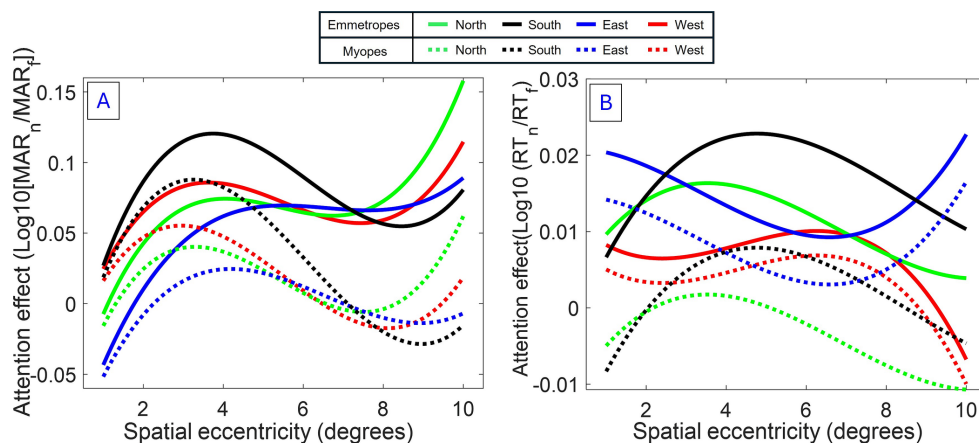 Emmetropes North South East West
Myopes North South East West
A
Attention effect (Log10[MARn/MARf])
0.15
0.1
0.05
0
-0.05
2 4 6 8 10
Spatial eccentricity (degrees)
B
Attention effect(Log10 (RTn/RTf)
0.03
0.02
0.01
0
-0.01
2 4 6 8 10
Spatial eccentricity (degrees)